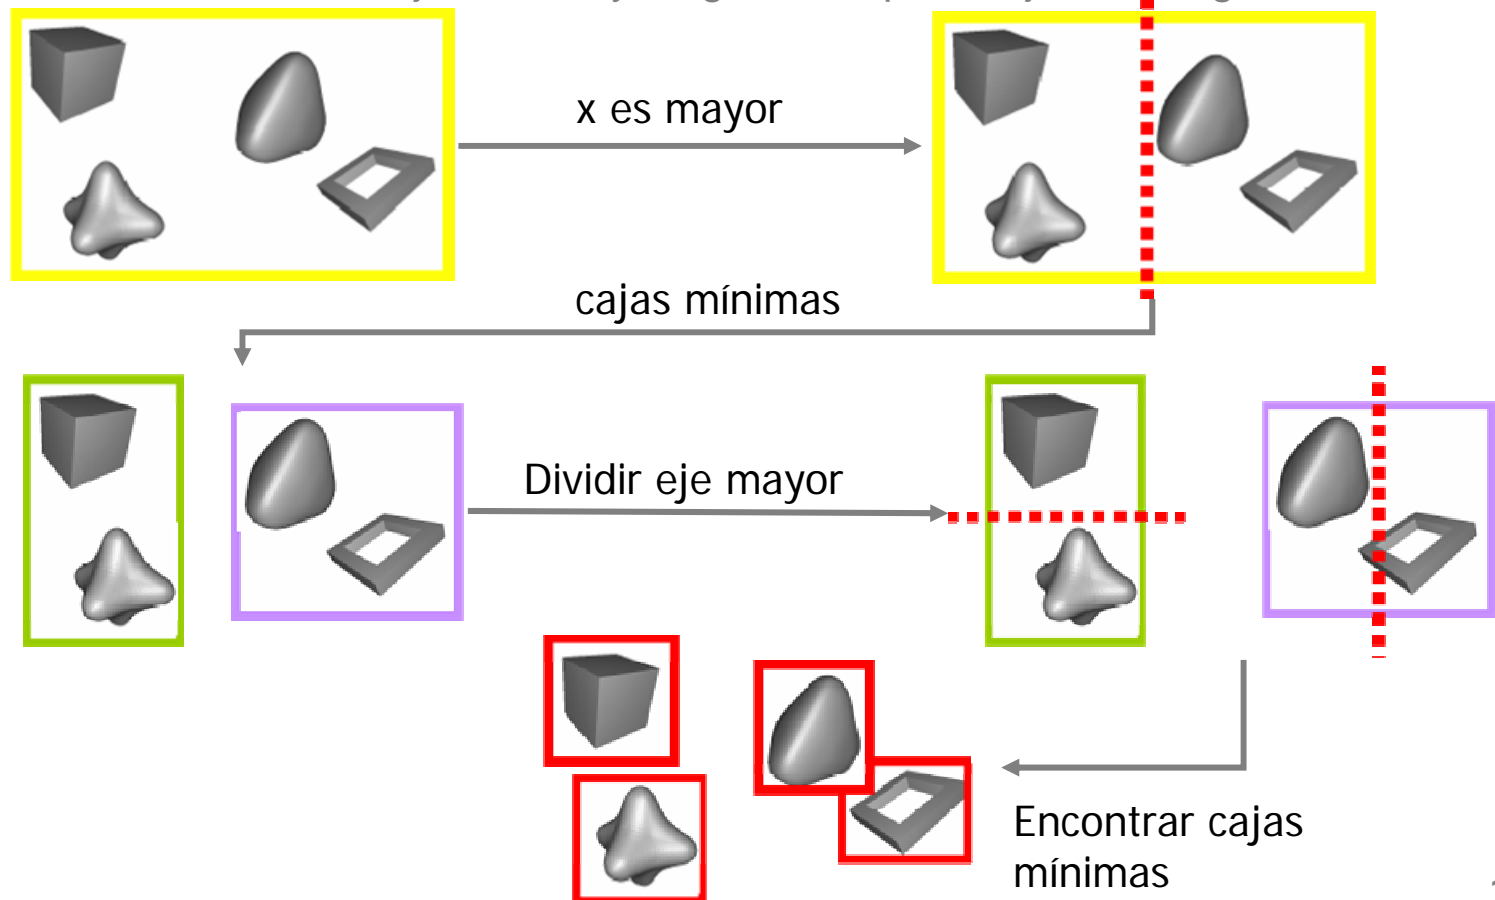 x es mayor
cajas mínimas
Dividir eje mayor
Encontrar cajas
mínimas